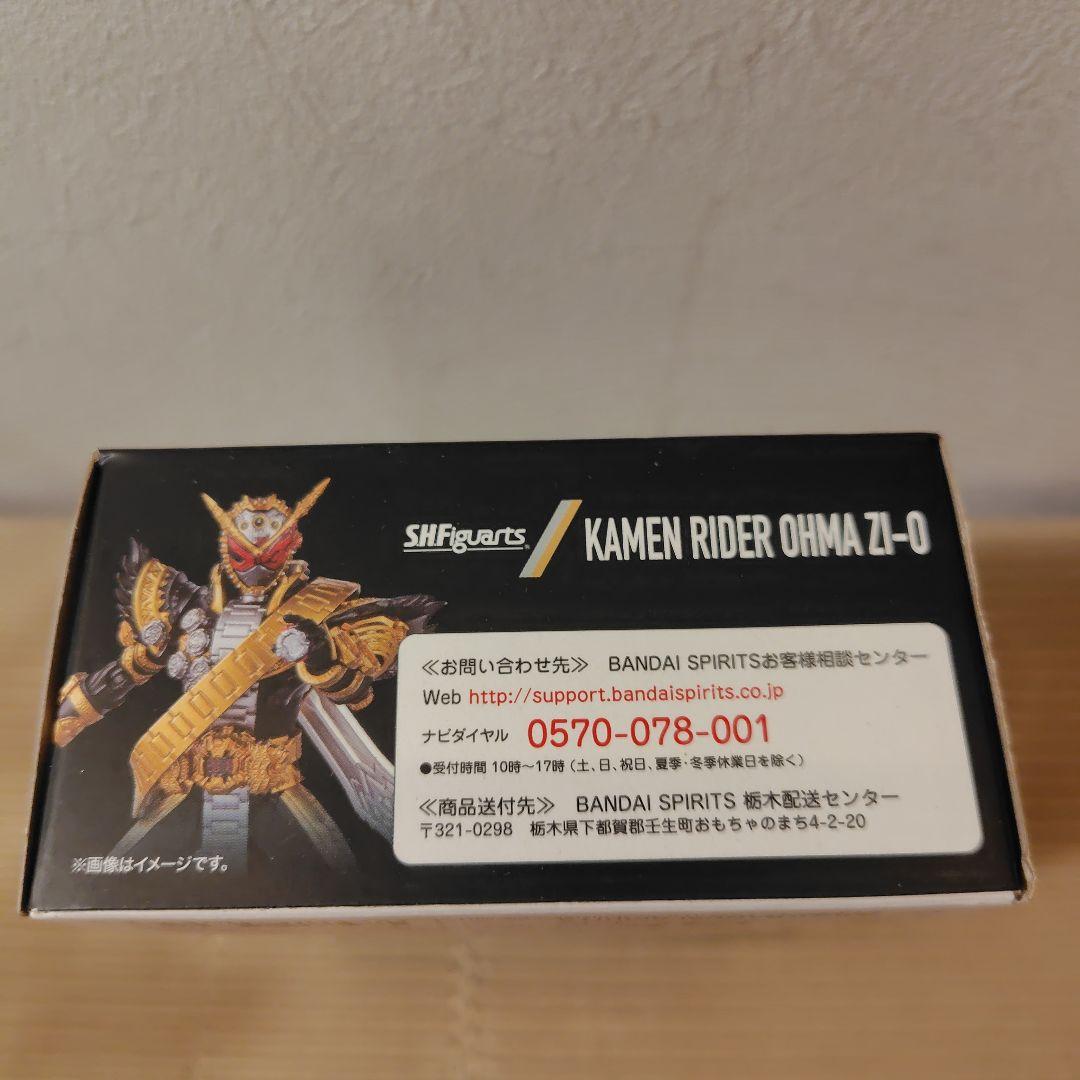 SHFiguarts
KAMEN RIDER OHMA ZI-O
≪お問い合わせ先≫ BANDAI SPIRITSお客様相談センター
Web http://support.bandaispirits.co.jp
ナビダイヤル 0570-078-001
●受付時間 10時～17時（土、日、祝日、夏季・冬季休業日を除く）
≪商品送付先≫ BANDAI SPIRITS 栃木配送センター
〒321-0298 栃木県下都賀郡壬生町おもちゃのまち4-2-20
※画像はイメージです。